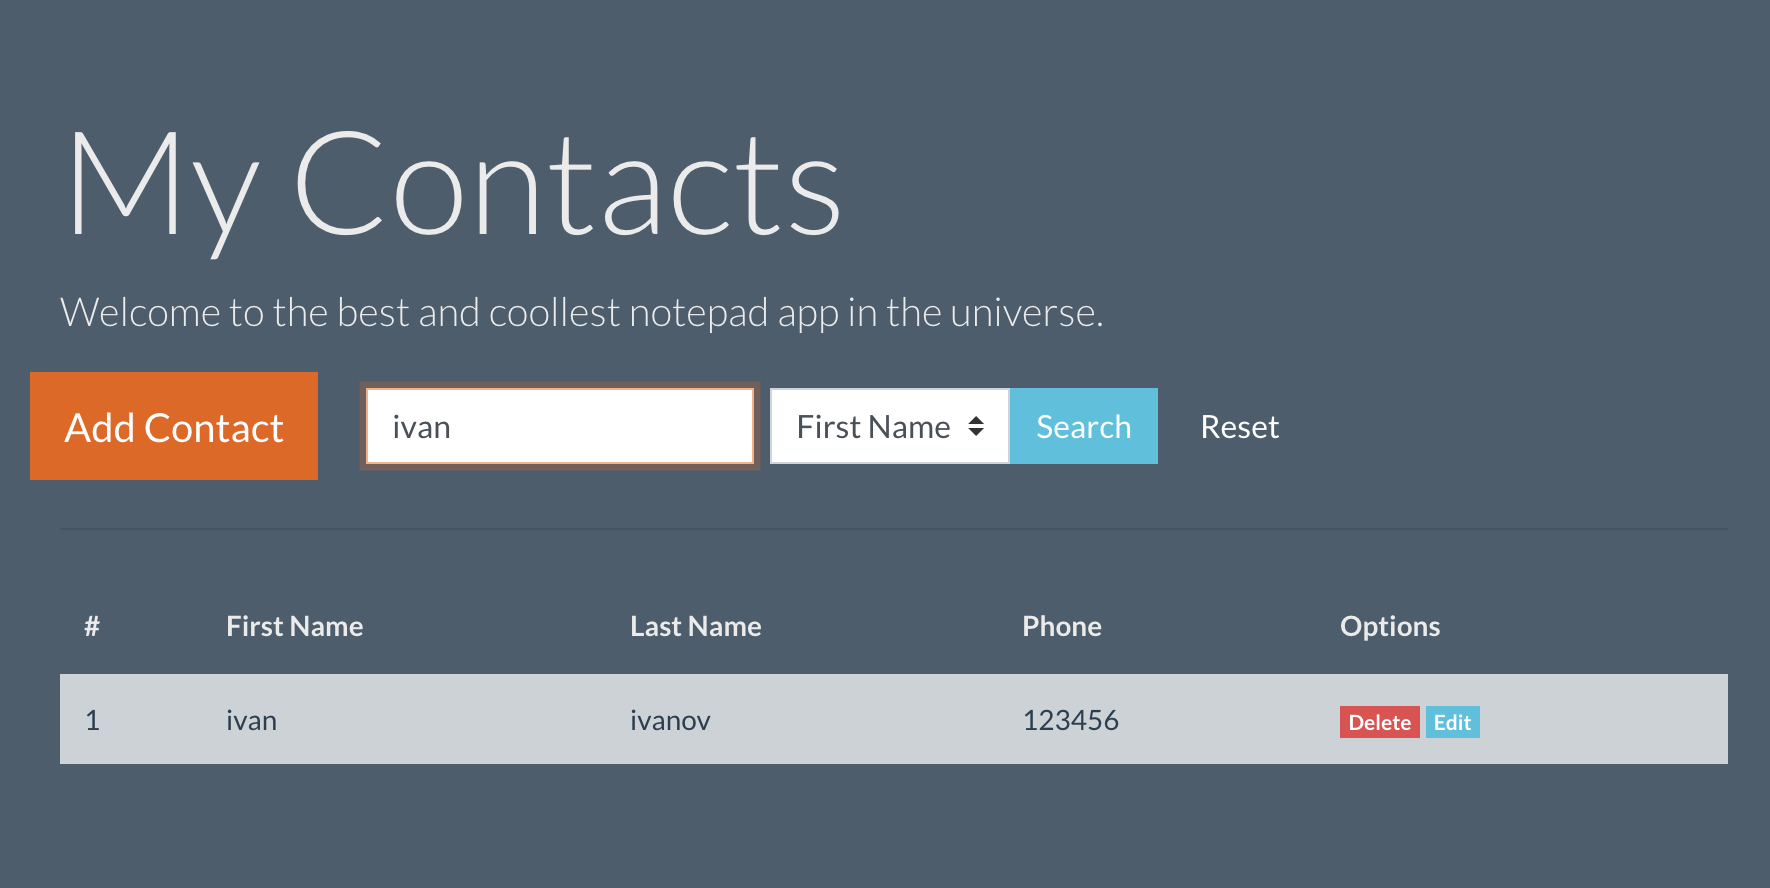 My Contacts
Welcome to the best and coollest notepad app in the universe.
Add Contact ivan First Name Search Reset
# First Name Last Name Phone Options
1 ivan ivanov 123456 Delete Edit